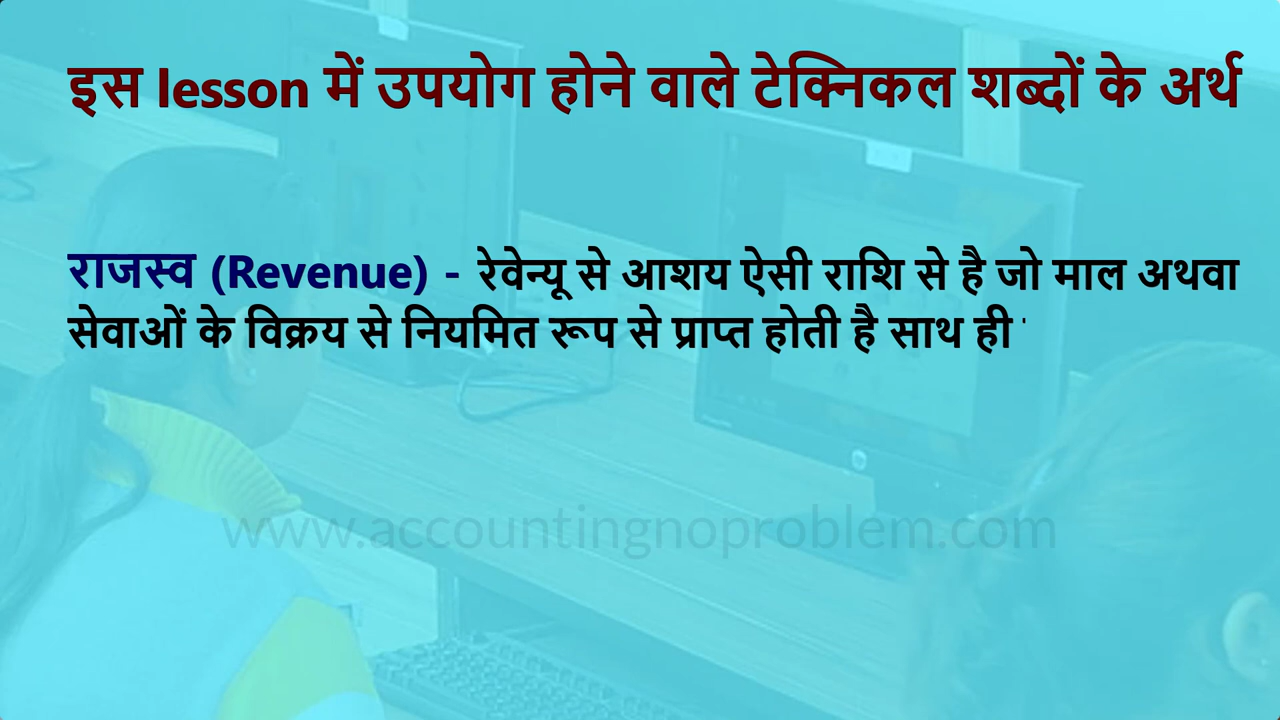 इस lesson में उपयोग होने वाले टेक्निकल शब्दों के अर्थ
राजस्व (Revenue) - रेवेन्यू से आशय ऐसी राशि से है जो माल अथवा
सेवाओं के विक्रय से नियमित रूप से प्राप्त होती है साथ ही
www.accountingnoproblem.com